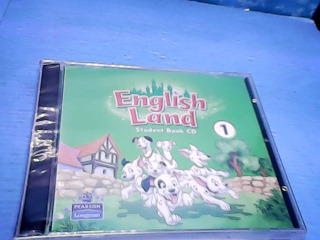 English
Land
Student Book CD
1
PEARSON
Longman